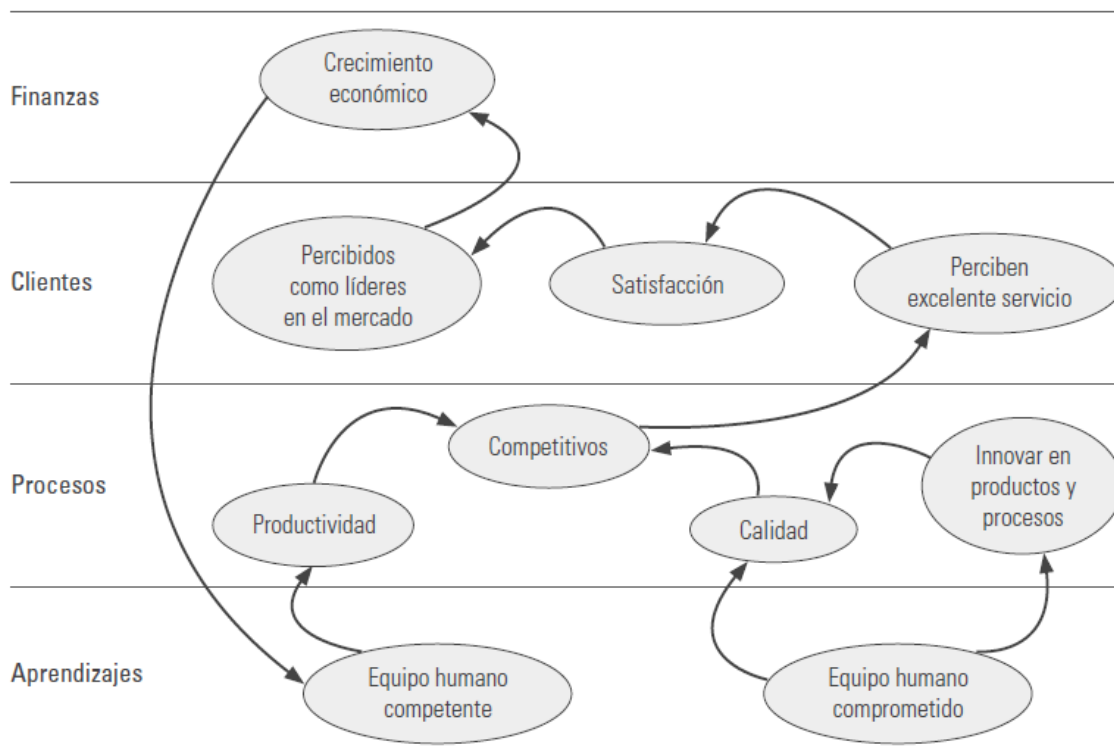 Finanzas
Crecimiento
económico
Clientes
Percibidos
como líderes
en el mercado
Satisfacción
Perciben
excelente servicio
Procesos
Productividad
Competitivos
Calidad
Innovar en
productos y
procesos
Aprendizajes
Equipo humano
competente
Equipo humano
comprometido